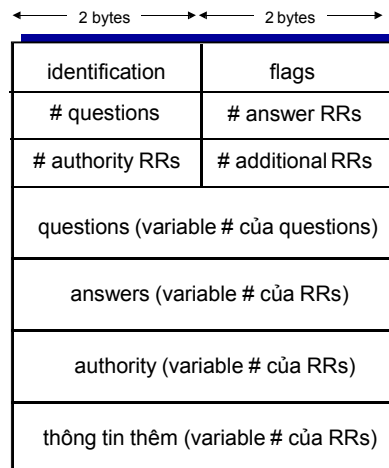 2 bytes 2 bytes
identification flags
# questions # answer RRs
# authority RRs # additional RRs
questions (variable # của questions)
answers (variable # của RRs)
authority (variable # của RRs)
thông tin thêm (variable # của RRs)